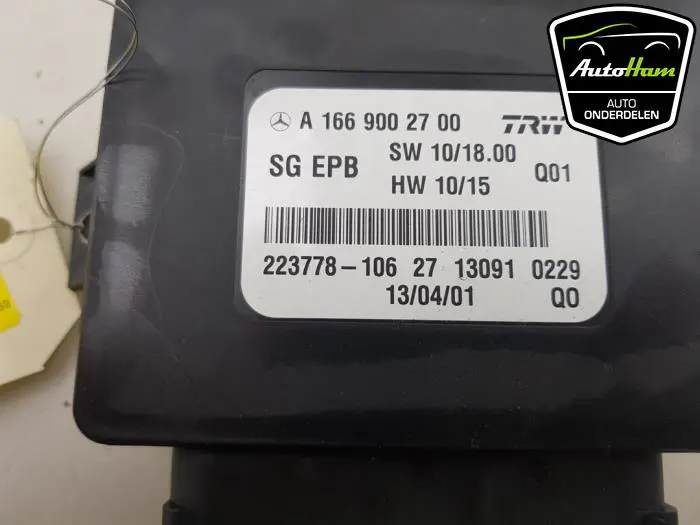 AutoHam
AUTO
ONDERDELEN
A 166 900 27 00 TRW
SG EPB SW 10/18.00 Q01
HW 10/15
223778-106 27 13091 0229
13/04/01 Q0